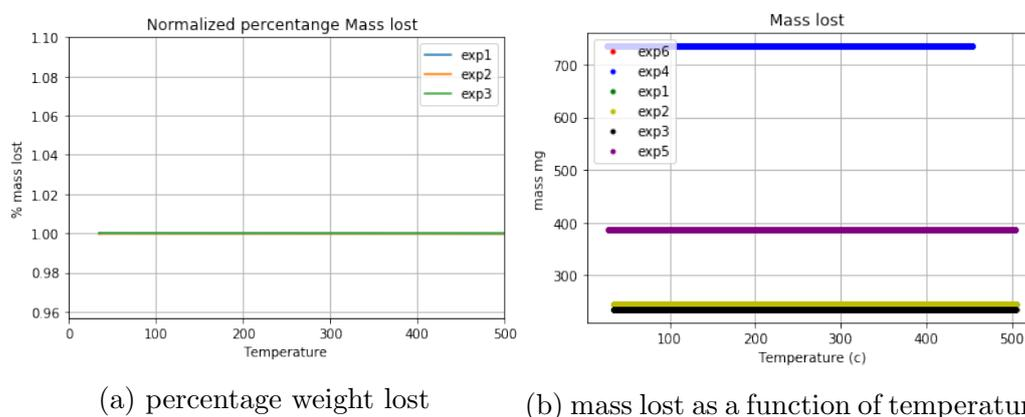 Normalized percentange Mass lost
1.10
1.08
1.06
1.04
1.02
1.00
0.98
0.96
% mass lost
exp1
exp2
exp3
0
100
200
300
400
500
Temperature
(a) percentage weight lost
Mass lost
700
600
500
400
300
mass mg
exp6
exp4
exp1
exp2
exp3
exp5
100
200
300
400
500
Temperature (c)
(b) mass lost as a function of temperatu